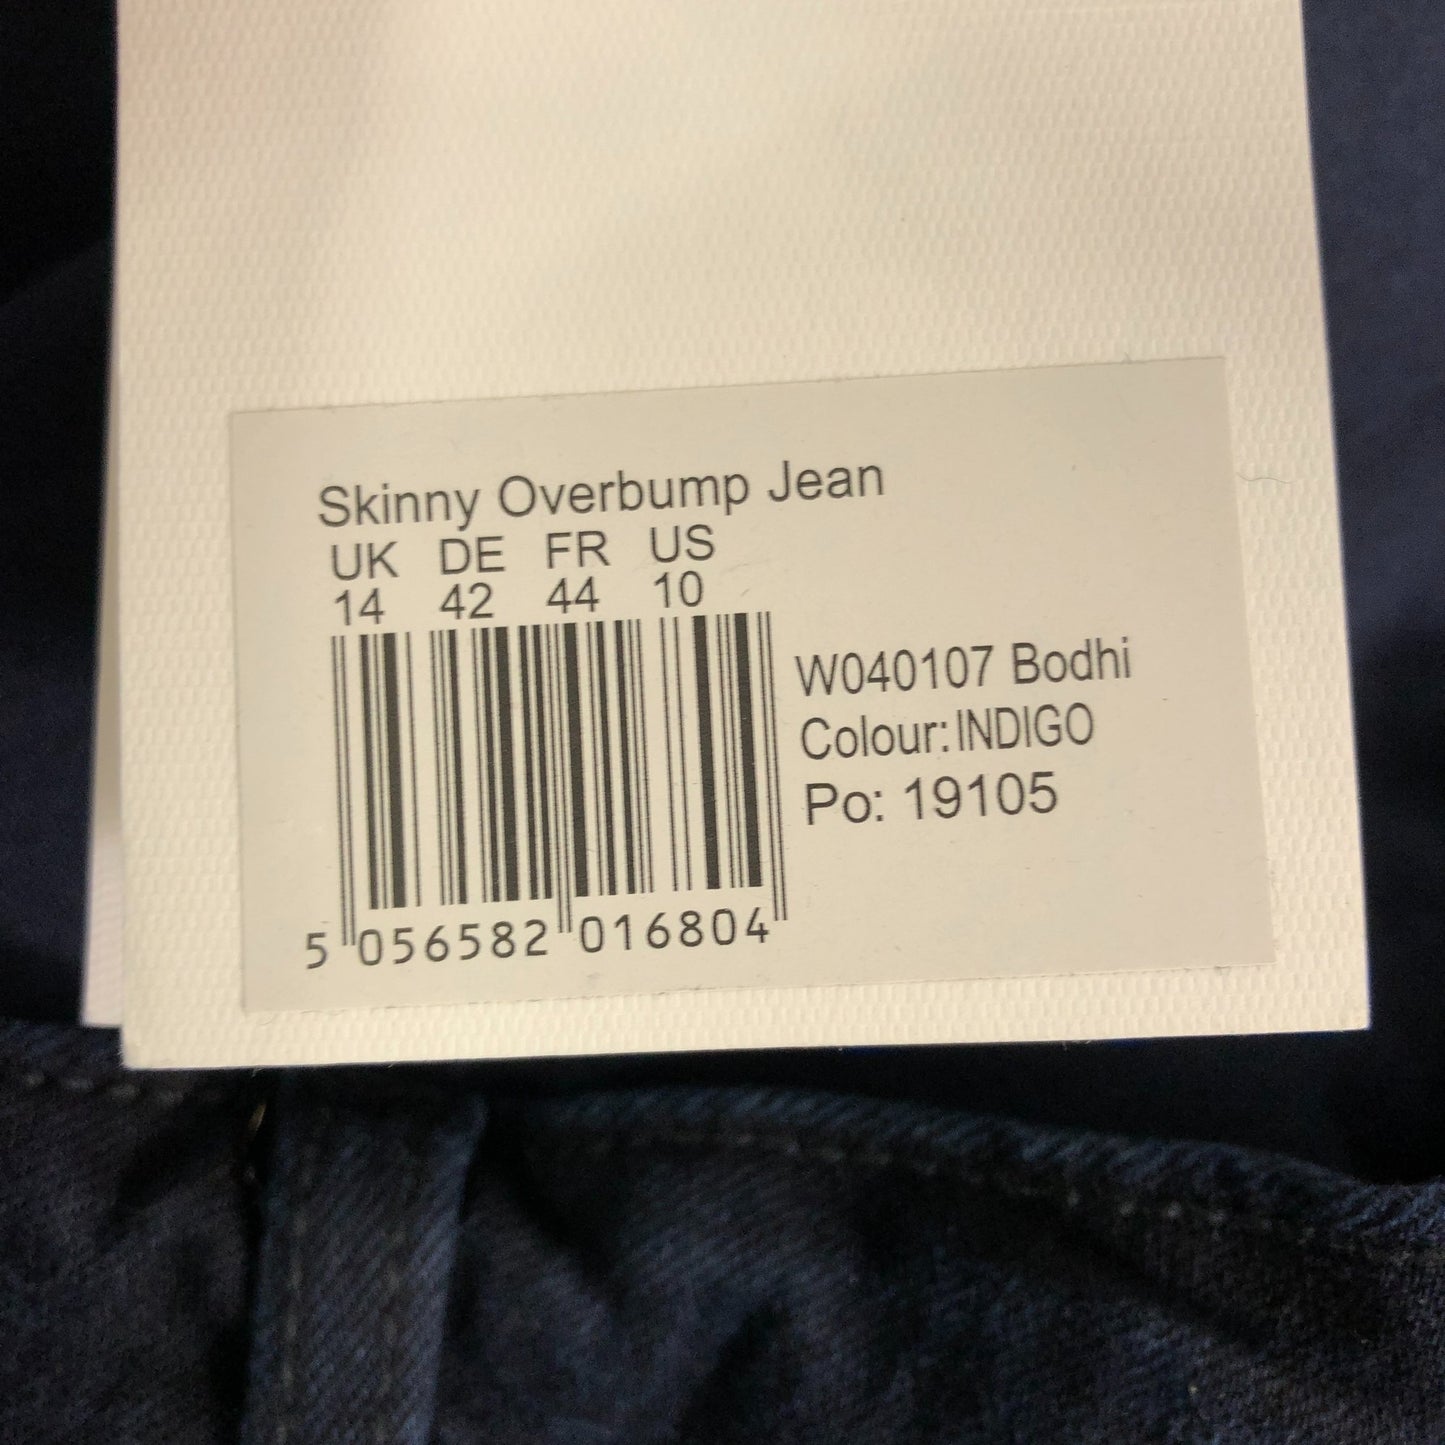 Skinny Overbump Jean
UK DE FR US
14 42 44 10
W040107 Bodhi
Colour: INDIGO
Po: 19105
5 056582 016804